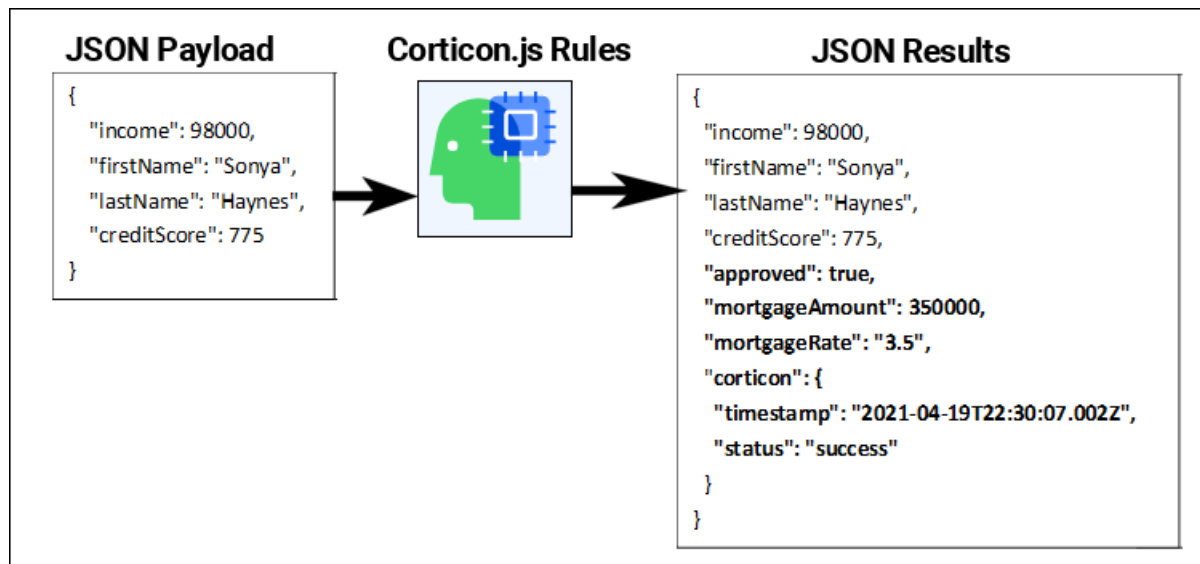 JSON Payload
{
"income": 98000,
"firstName": "Sonya",
"lastName": "Haynes",
"creditScore": 775
}
Corticon.js Rules
JSON Results
{
"income": 98000,
"firstName": "Sonya",
"lastName": "Haynes",
"creditScore": 775,
"approved": true,
"mortgageAmount": 350000,
"mortgageRate": "3.5",
"corticon": {
"timestamp": "2021-04-19T22:30:07.002Z",
"status": "success"
}
}